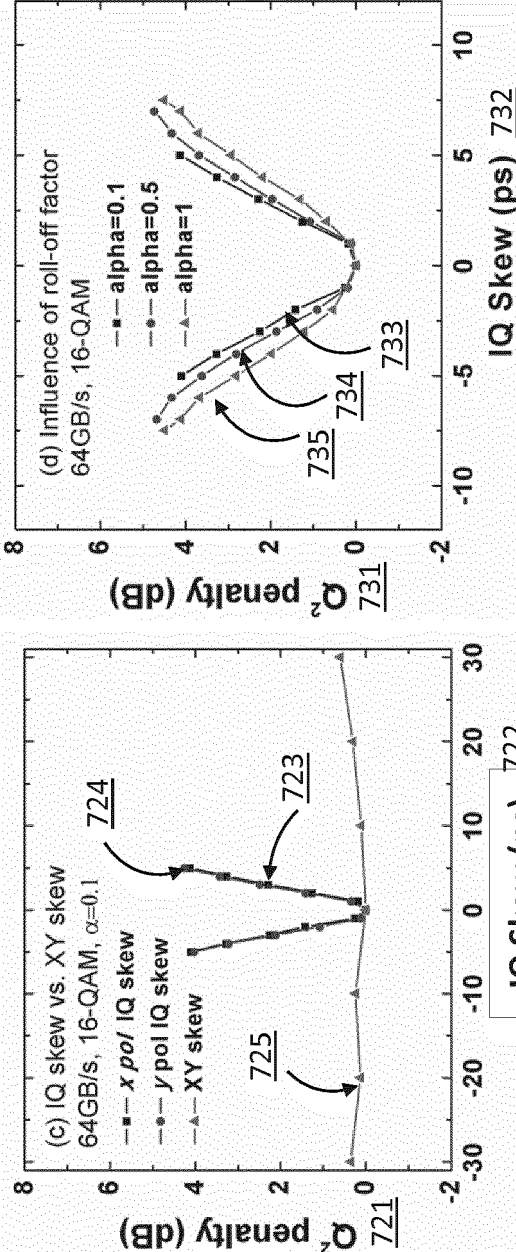 (c) IQ skew vs. XY skew
64GB/s, 16-QAM, α=0.1
x pol IQ skew
y pol IQ skew
XY skew
724
723
725
Q² penalty (dB)
721
8
6
4
2
0
-2
-30
-20
-10
0
10
20
30
722
(d) Influence of roll-off factor
64GB/s, 16-QAM
alpha=0.1
alpha=0.5
alpha=1
733
734
735
Q² penalty (dB)
731
8
6
4
2
0
-2
-10
-5
0
5
10
IQ Skew (ps) 732